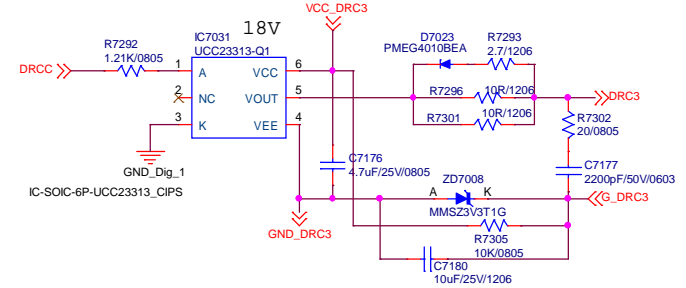 VCC_DRC3
18V
IC7031
UCC23313-Q1
R7292
1.21K/0805
DRCC
1
A
VCC
6
2
NC
VOUT
5
3
K
VEE
4
GND_Dig_1
IC-SOIC-6P-UCC23313_CIPS
D7023
PMEG4010BEA
R7293
2.7/1206
R7296
10R/1206
R7301
10R/1206
DRC3
R7302
20/0805
C7176
4.7uF/25V/0805
C7177
2200pF/50V/0603
ZD7008
A
K
MMSZ3V3T1G
G_DRC3
GND_DRC3
R7305
10K/0805
C7180
10uF/25V/1206